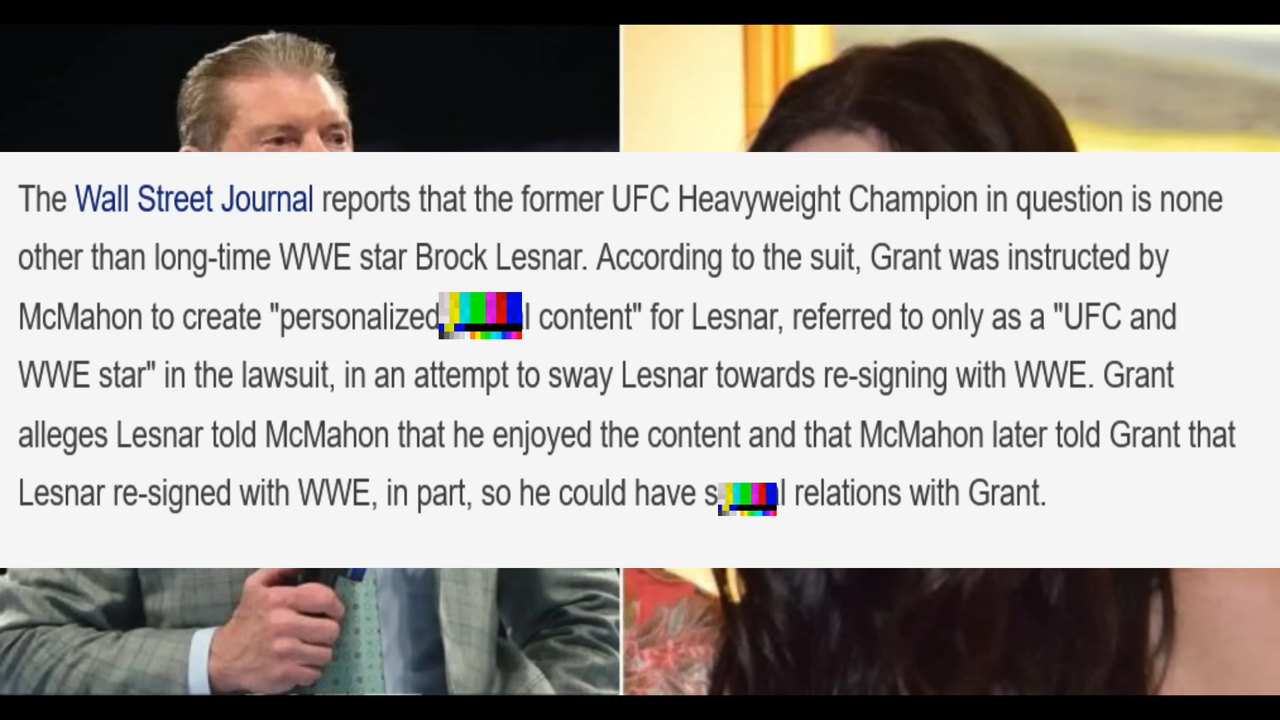 The Wall Street Journal reports that the former UFC Heavyweight Champion in question is none
other than long-time WWE star Brock Lesnar. According to the suit, Grant was instructed by
McMahon to create "personalized l content" for Lesnar, referred to only as a "UFC and
WWE star" in the lawsuit, in an attempt to sway Lesnar towards re-signing with WWE. Grant
alleges Lesnar told McMahon that he enjoyed the content and that McMahon later told Grant that
Lesnar re-signed with WWE, in part, so he could have s l relations with Grant.